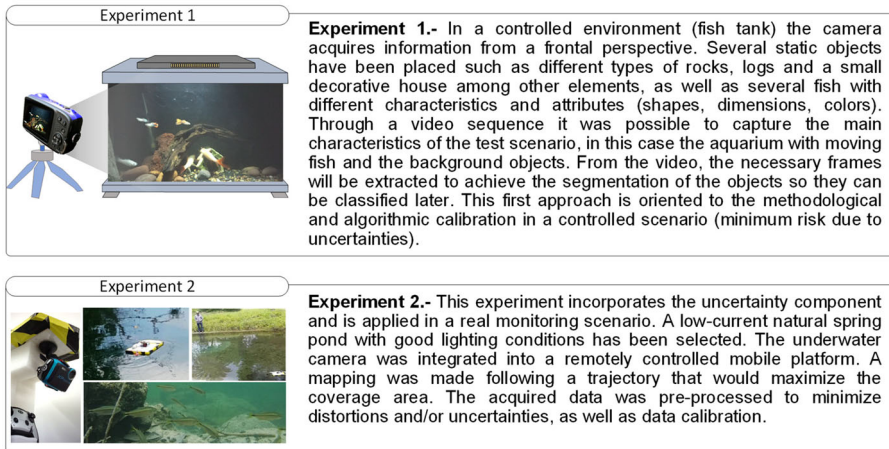 Experiment 1
Experiment 1.- In a controlled environment (fish tank) the camera
acquires information from a frontal perspective. Several static objects
have been placed such as different types of rocks, logs and a small
decorative house among other elements, as well as several fish with
different characteristics and attributes (shapes, dimensions, colors).
Through a video sequence it was possible to capture the main
characteristics of the test scenario, in this case the aquarium with moving
fish and the background objects. From the video, the necessary frames
will be extracted to achieve the segmentation of the objects so they can
be classified later. This first approach is oriented to the methodological
and algorithmic calibration in a controlled scenario (minimum risk due to
uncertainties).
Experiment 2
Experiment 2.- This experiment incorporates the uncertainty component
and is applied in a real monitoring scenario. A low-current natural spring
pond with good lighting conditions has been selected. The underwater
camera was integrated into a remotely controlled mobile platform. A
mapping was made following a trajectory that would maximize the
coverage area. The acquired data was pre-processed to minimize
distortions and/or uncertainties, as well as data calibration.